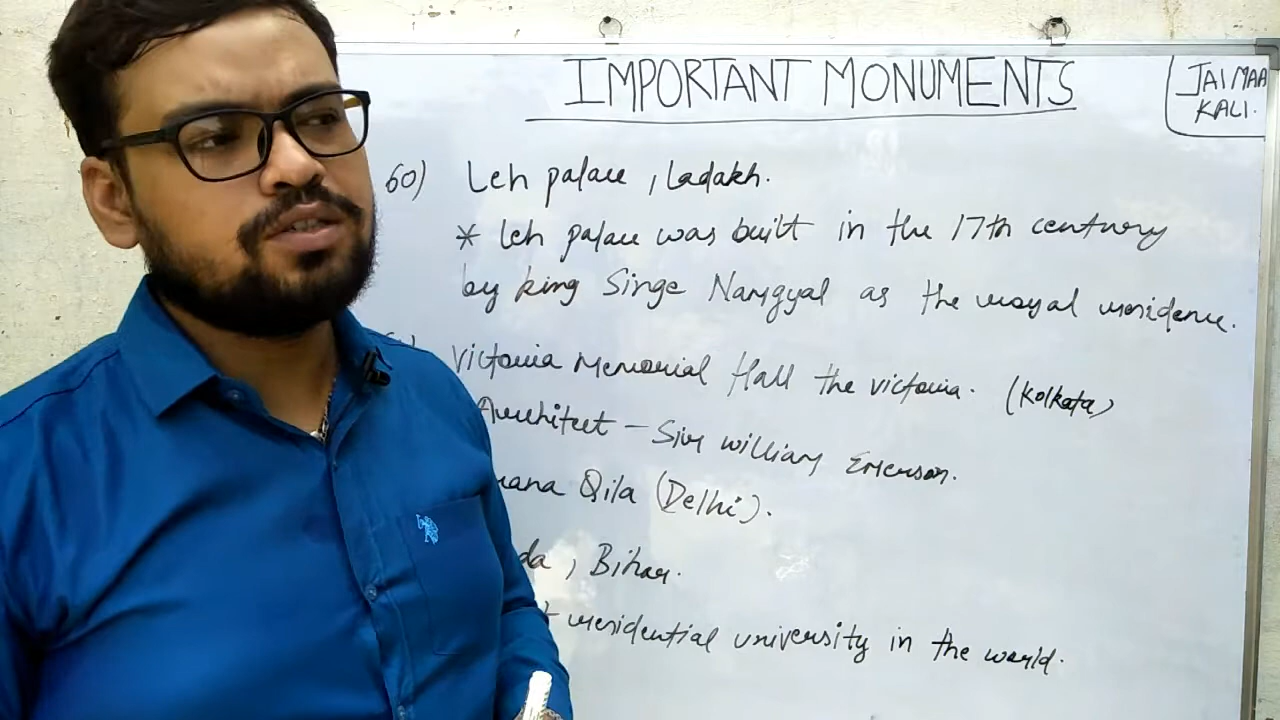 IMPORTANT MONUMENTS
JAI MAA
KALI.
60) Leh palace, Ladakh.
* Leh palace was built in the 17th century
by king Singe Namgyal as the royal residence.
Victoria Memorial Hall the victoria. (Kolkata)
Architect - Sir william Emerson.
rana Qila (Delhi).
da, Bihar.
t residential university in the world.